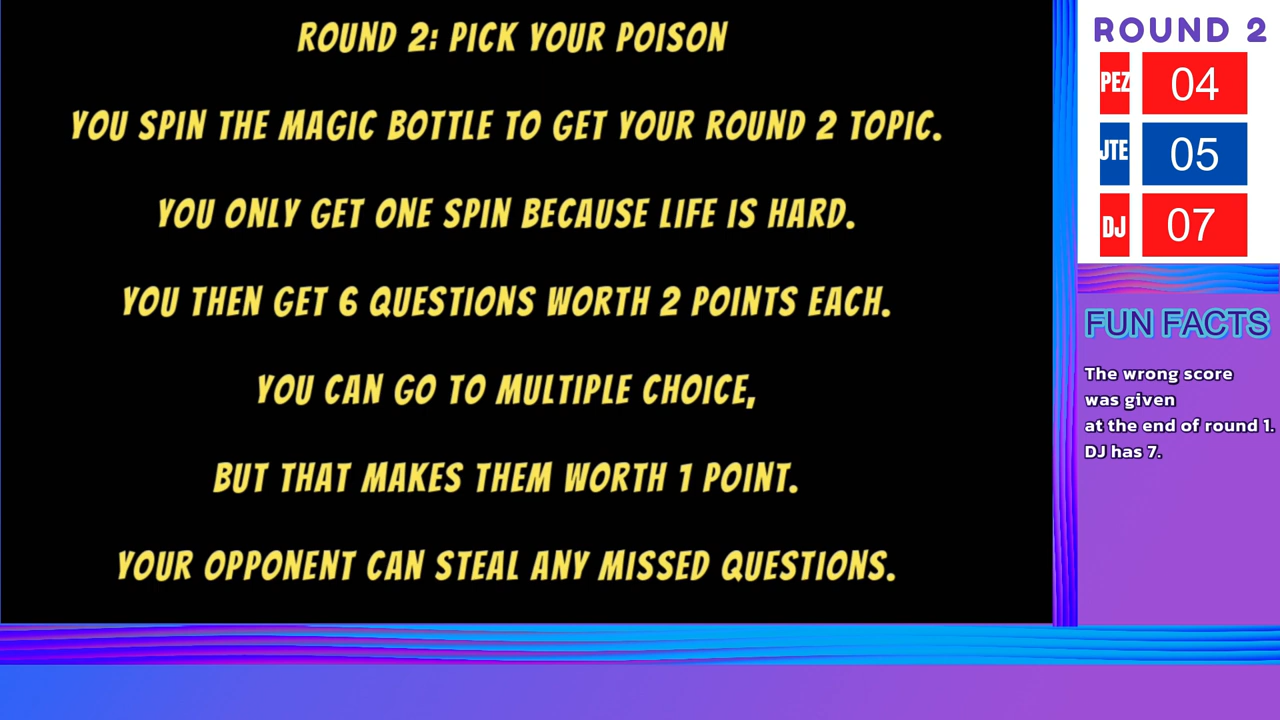 ROUND 2: PICK YOUR POISON
YOU SPIN THE MAGIC BOTTLE TO GET YOUR ROUND 2 TOPIC.
YOU ONLY GET ONE SPIN BECAUSE LIFE IS HARD.
YOU THEN GET 6 QUESTIONS WORTH 2 POINTS EACH.
YOU CAN GO TO MULTIPLE CHOICE,
BUT THAT MAKES THEM WORTH 1 POINT.
YOUR OPPONENT CAN STEAL ANY MISSED QUESTIONS.
ROUND 2
PEZ 04
JTE 05
DJ 07
FUN FACTS
The wrong score
was given
at the end of round 1.
DJ has 7.